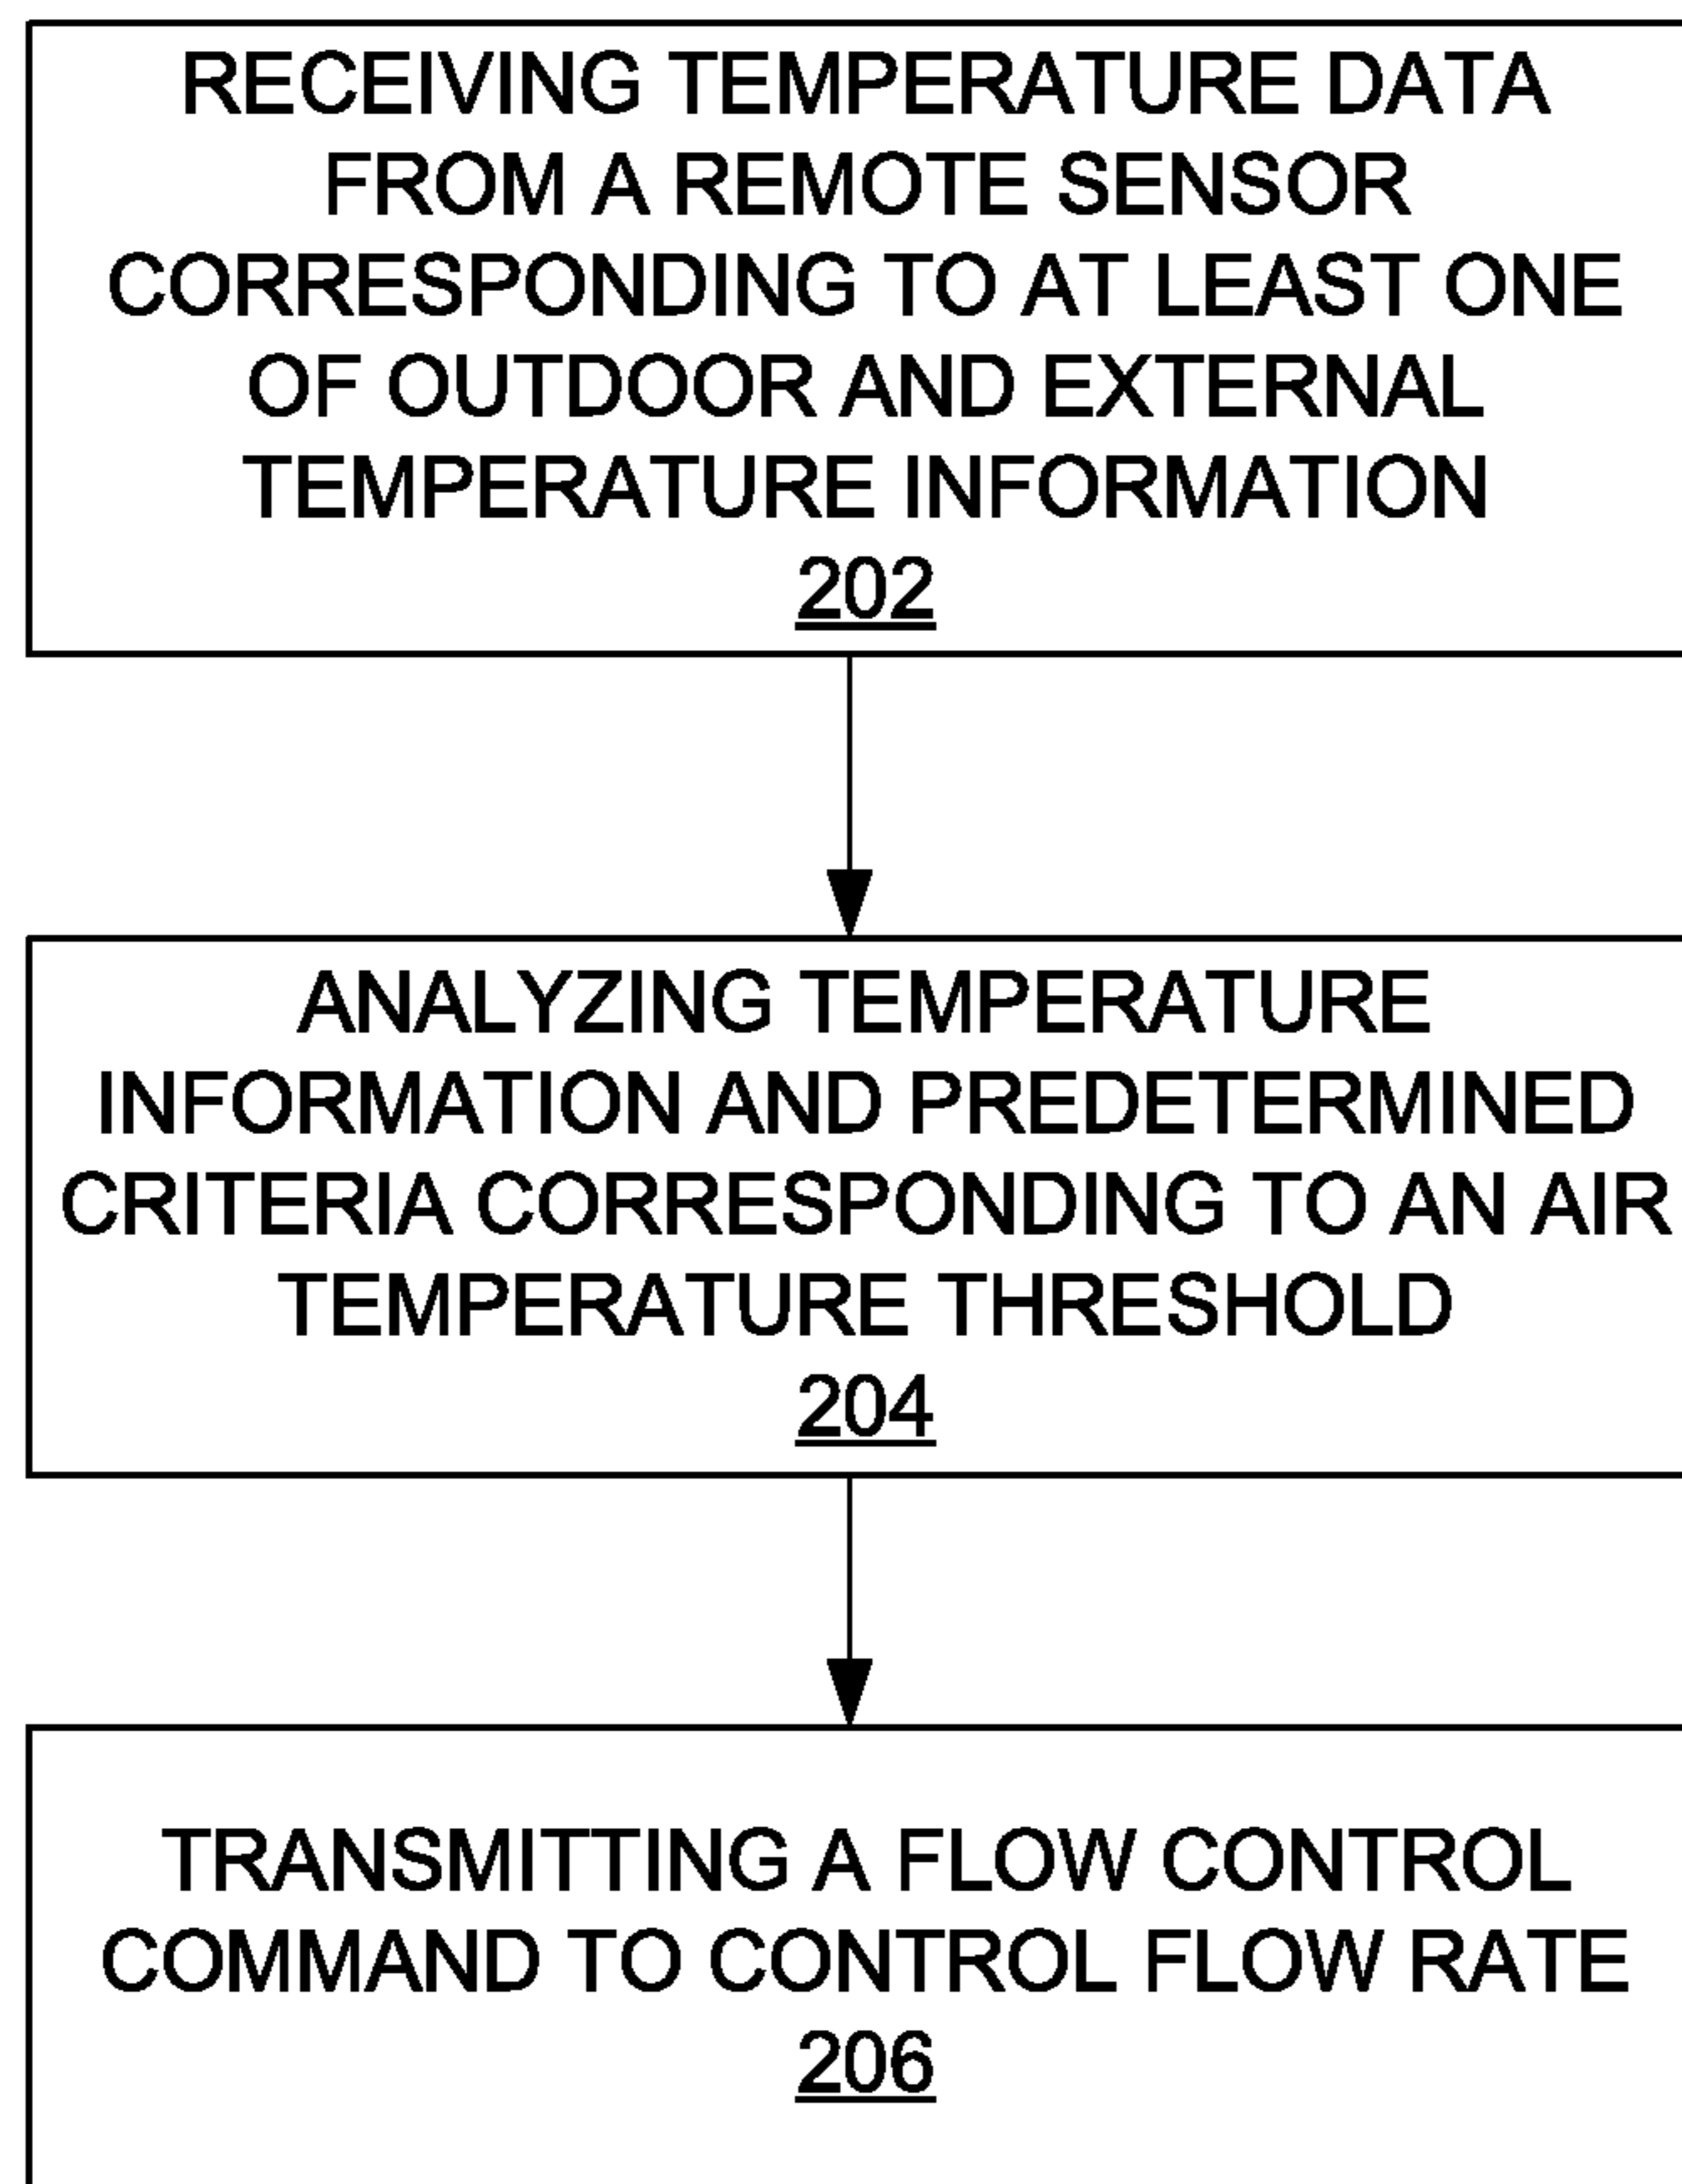 RECEIVING TEMPERATURE DATA
FROM A REMOTE SENSOR
CORRESPONDING TO AT LEAST ONE
OF OUTDOOR AND EXTERNAL
TEMPERATURE INFORMATION
202
ANALYZING TEMPERATURE
INFORMATION AND PREDETERMINED
CRITERIA CORRESPONDING TO AN AIR
TEMPERATURE THRESHOLD
204
TRANSMITTING A FLOW CONTROL
COMMAND TO CONTROL FLOW RATE
206